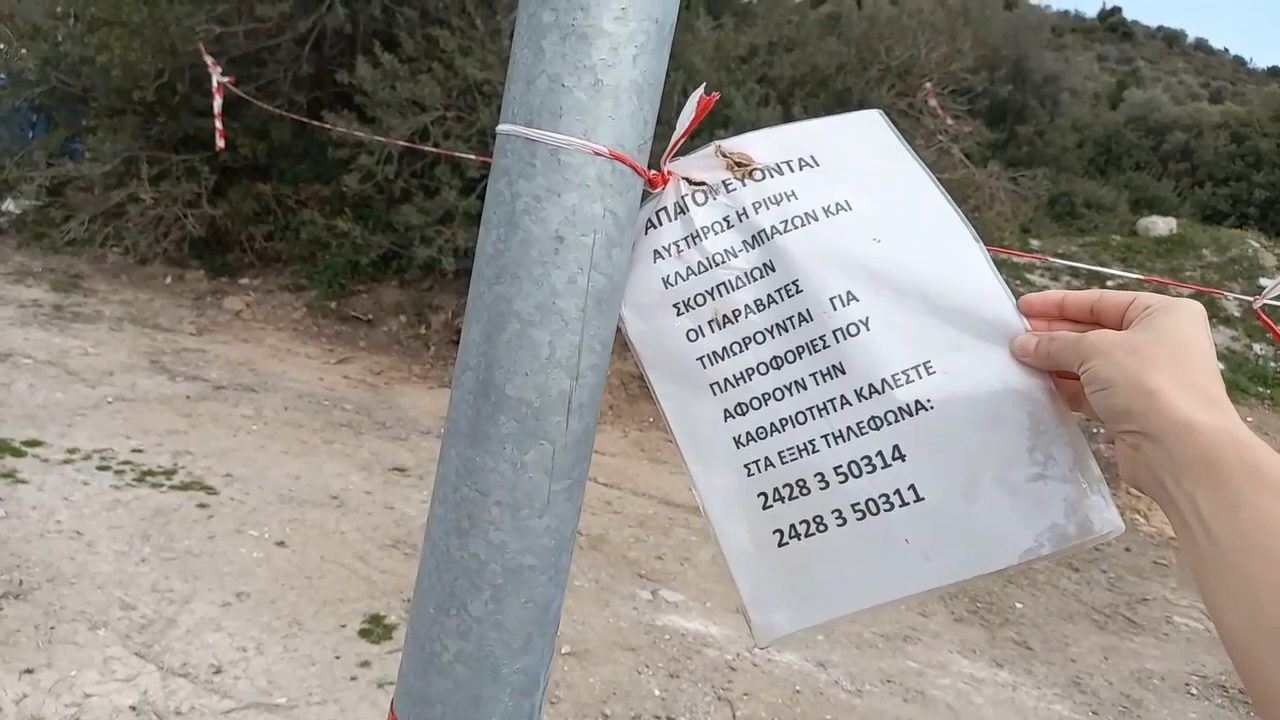 ΑΠΑΓΟΡΕΥΟΝΤΑΙ
ΑΥΣΤΗΡΩΣ Η ΡΙΨΗ
ΚΛΑΔΙΩΝ-ΜΠΑΖΩΝ ΚΑΙ
ΣΚΟΥΠΙΔΙΩΝ
ΟΙ ΠΑΡΑΒΑΤΕΣ
ΤΙΜΩΡΟΥΝΤΑΙ ΓΙΑ
ΠΛΗΡΟΦΟΡΙΕΣ ΠΟΥ
ΑΦΟΡΟΥΝ ΤΗΝ
ΚΑΘΑΡΙΟΤΗΤΑ ΚΑΛΕΣΤΕ
ΣΤΑ ΕΞΗΣ ΤΗΛΕΦΩΝΑ:
2428 3 50314
2428 3 50311